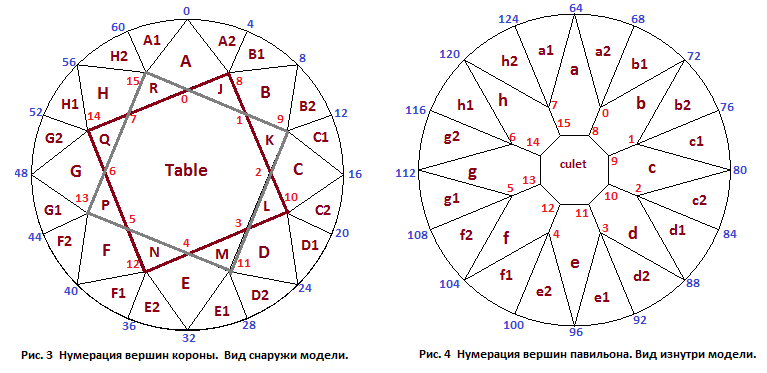 0
60
4
A1
A2
56
H2
B1
8
A
H
15
R
J
8
B
0
H1
14
B2
52
7
1
9
12
G2
Q
K
C1
48
G
6
Table
2
C
16
G1
13
P
L
10
C2
44
5
3
20
F2
F
12
N
4
M
11
D
D1
40
E
24
F1
E2
E1
D2
36
28
32
Рис. 3 Нумерация вершин короны. Вид снаружи модели.
64
124
68
a1
a2
120
h2
b1
72
a
h
b
7
0
116
h1
b2
76
15
8
g2
6
14
1
c1
culet
9
112
g
c
80
13
5
10
2
g1
12
11
c2
108
4
3
84
f2
f
d
d1
e
104
f1
d2
88
e2
e1
100
92
96
Рис. 4 Нумерация вершин павильона. Вид изнутри модели.